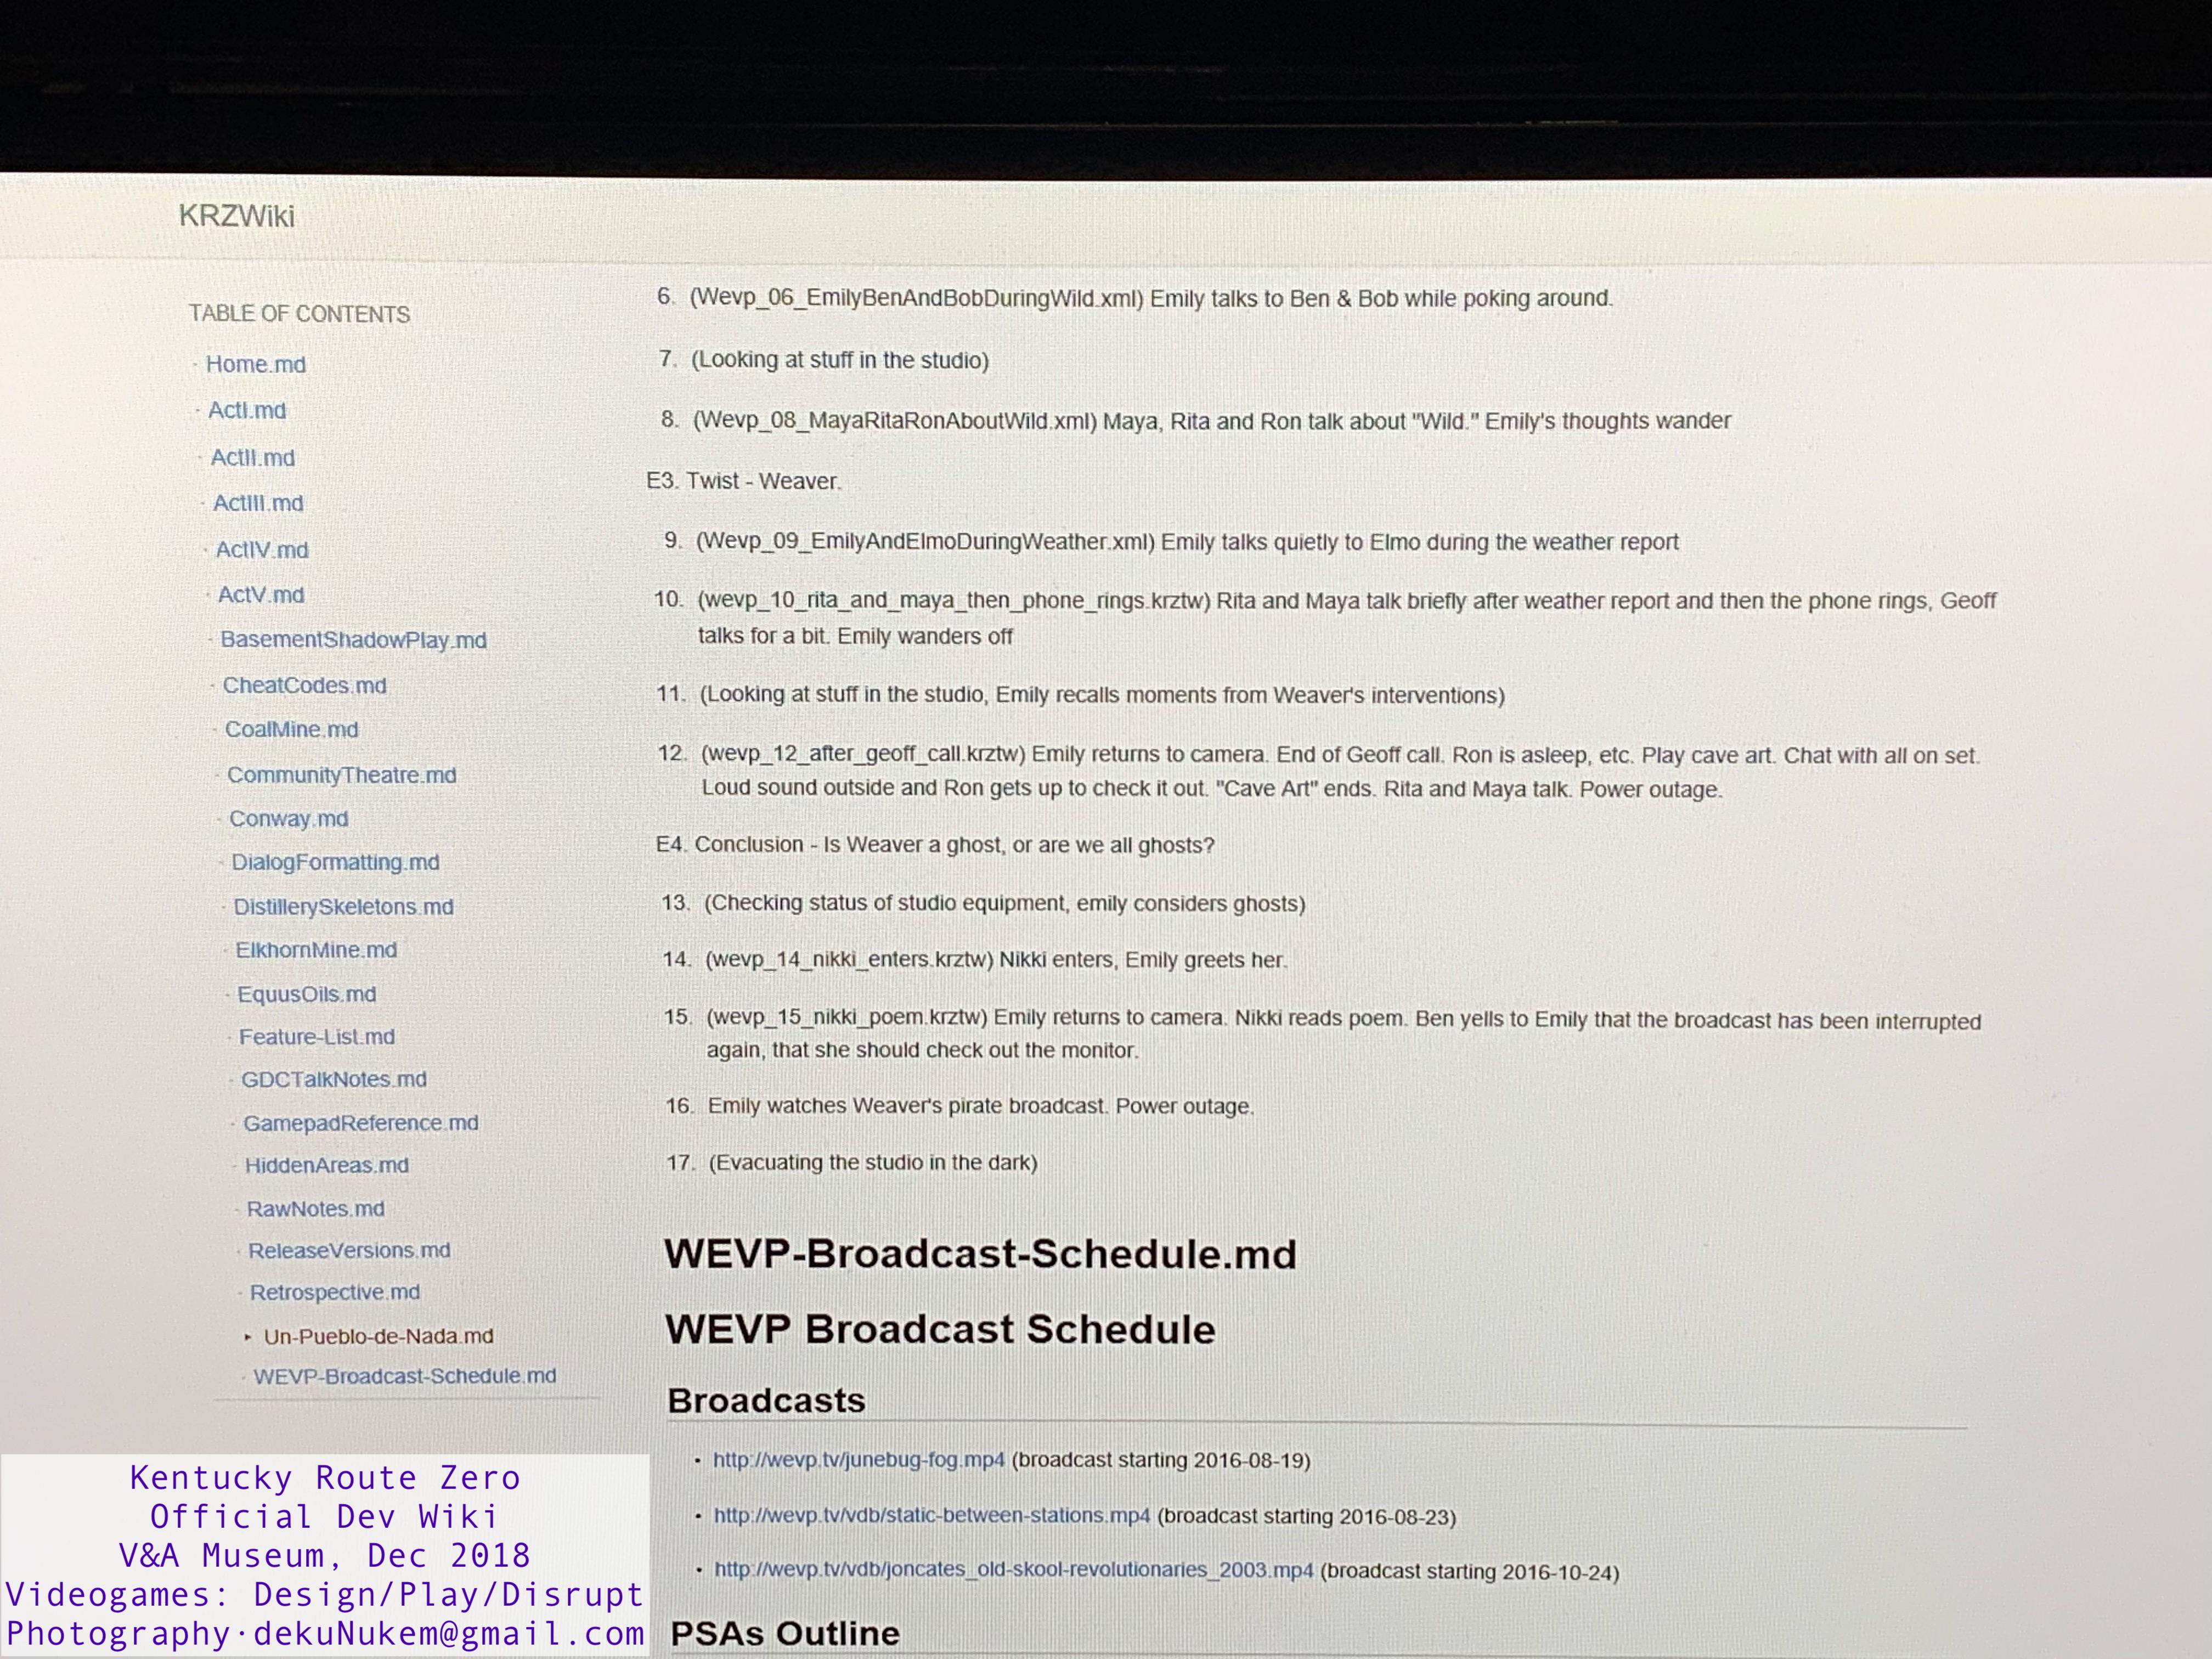 KRZWiki
TABLE OF CONTENTS
· Home.md
· ActI.md
· ActII.md
· ActIII.md
· ActIV.md
· ActV.md
· BasementShadowPlay.md
· CheatCodes.md
· CoalMine.md
· CommunityTheatre.md
· Conway.md
· DialogFormatting.md
· DistillerySkeletons.md
· ElkhornMine.md
· EquusOils.md
· Feature-List.md
· GDCTalkNotes.md
· GamepadReference.md
· HiddenAreas.md
· RawNotes.md
· ReleaseVersions.md
· Retrospective.md
▸ Un-Pueblo-de-Nada.md
· WEVP-Broadcast-Schedule.md
6. (Wevp_06_EmilyBenAndBobDuringWild.xml) Emily talks to Ben & Bob while poking around.
7. (Looking at stuff in the studio)
8. (Wevp_08_MayaRitaRonAboutWild.xml) Maya, Rita and Ron talk about "Wild." Emily's thoughts wander
E3. Twist - Weaver.
9. (Wevp_09_EmilyAndElmoDuringWeather.xml) Emily talks quietly to Elmo during the weather report
10. (wevp_10_rita_and_maya_then_phone_rings.krztw) Rita and Maya talk briefly after weather report and then the phone rings, Geoff
talks for a bit. Emily wanders off
11. (Looking at stuff in the studio, Emily recalls moments from Weaver's interventions)
12. (wevp_12_after_geoff_call.krztw) Emily returns to camera. End of Geoff call. Ron is asleep, etc. Play cave art. Chat with all on set.
Loud sound outside and Ron gets up to check it out. "Cave Art" ends. Rita and Maya talk. Power outage.
E4. Conclusion - Is Weaver a ghost, or are we all ghosts?
13. (Checking status of studio equipment, emily considers ghosts)
14. (wevp_14_nikki_enters.krztw) Nikki enters, Emily greets her.
15. (wevp_15_nikki_poem.krztw) Emily returns to camera. Nikki reads poem. Ben yells to Emily that the broadcast has been interrupted
again, that she should check out the monitor.
16. Emily watches Weaver's pirate broadcast. Power outage.
17. (Evacuating the studio in the dark)
WEVP-Broadcast-Schedule.md
WEVP Broadcast Schedule
Broadcasts
• http://wevp.tv/junebug-fog.mp4 (broadcast starting 2016-08-19)
• http://wevp.tv/vdb/static-between-stations.mp4 (broadcast starting 2016-08-23)
• http://wevp.tv/vdb/joncates_old-skool-revolutionaries_2003.mp4 (broadcast starting 2016-10-24)
PSAs Outline
Kentucky Route Zero
Official Dev Wiki
V&A Museum, Dec 2018
Videogames: Design/Play/Disrupt
Photography·dekuNukem@gmail.com